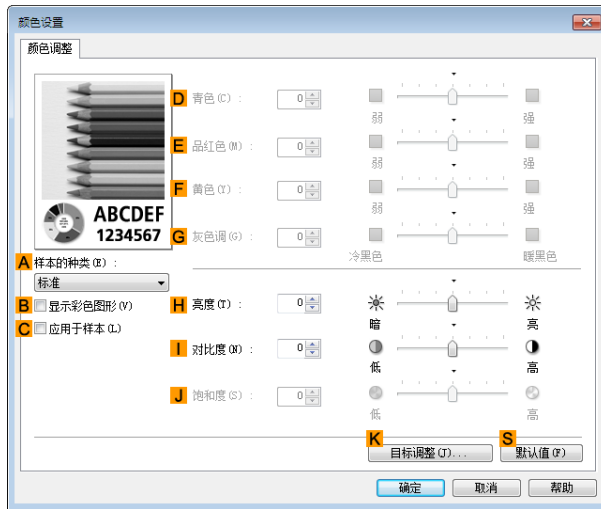 颜色设置
颜色调整
D 青色(C) : 0
弱 强
E 品红色(M) : 0
弱 强
F 黄色(Y) : 0
弱 强
ABCDEF
1234567
G 灰色调(G) : 0
冷黑色 暖黑色
A 样本的种类(E) :
标准
B 显示彩色图形(V)
C 应用于样本(L)
H 亮度(T) : 0
暗 亮
I 对比度(N) : 0
低 高
J 饱和度(S) : 0
低 高
K 目标调整(J)... S 默认值(F)
确定 取消 帮助